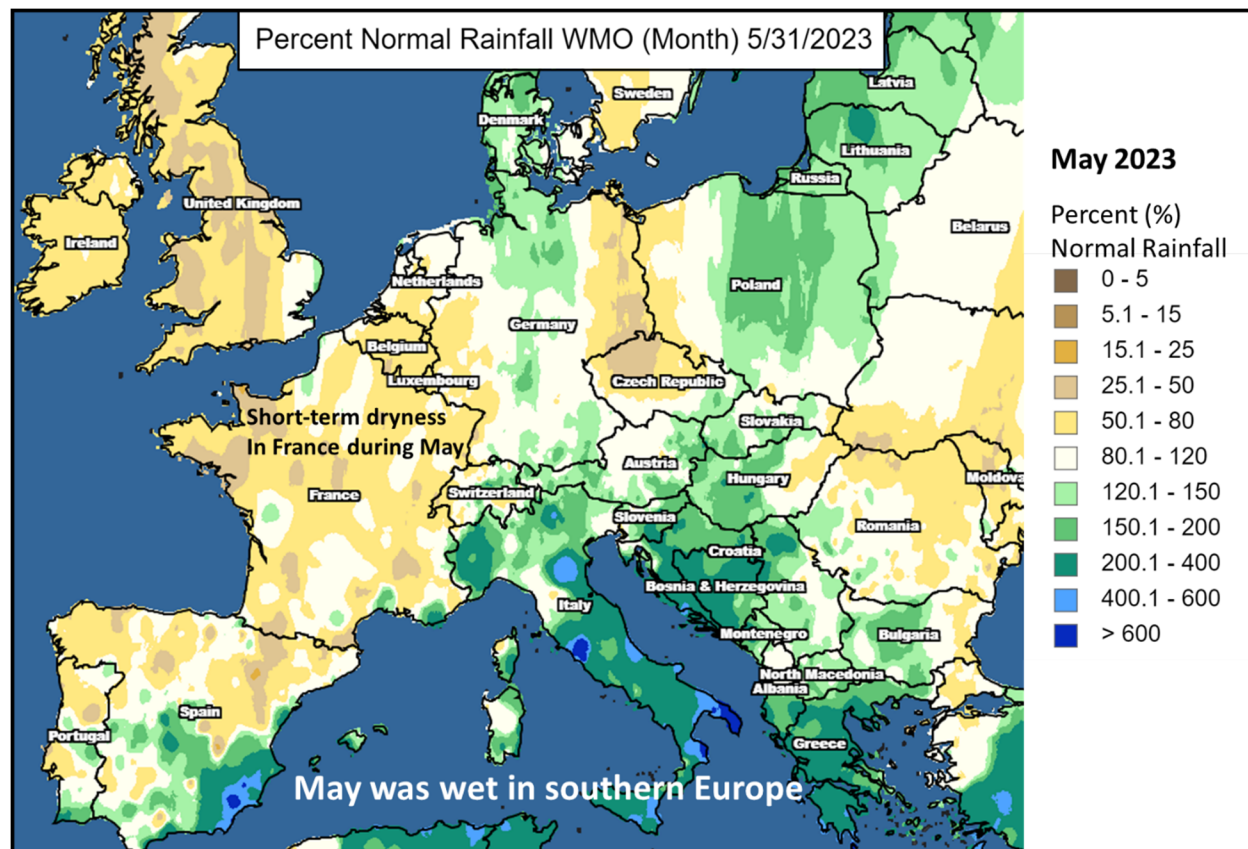 Percent Normal Rainfall WMO (Month) 5/31/2023
Latvia
Sweden
Denmark
Lithuania
Russia
United Kingdom
Belarus
Ireland
Netherlands
Poland
Germany
Belgium
Luxembourg
Czech Republic
Short-term dryness
In France during May
Slovakia
Austria
Hungary
Moldova
France
Switzerland
Slovenia
Romania
Croatia
Bosnia & Herzegovina
Italy
Montenegro
Bulgaria
North Macedonia
Albania
Spain
Portugal
Greece
May was wet in southern Europe
May 2023
Percent (%)
Normal Rainfall
0 - 5
5.1 - 15
15.1 - 25
25.1 - 50
50.1 - 80
80.1 - 120
120.1 - 150
150.1 - 200
200.1 - 400
400.1 - 600
> 600